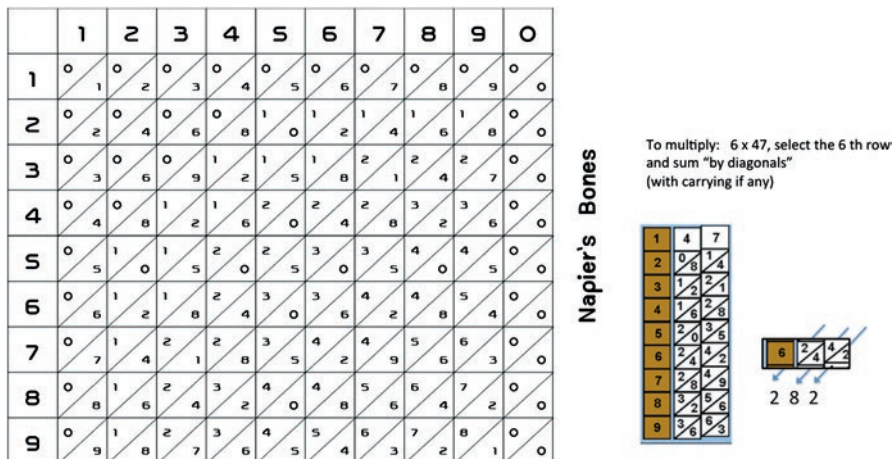 1 2 3 4 5 6 7 8 9 0
1 0/1 0/2 0/3 0/4 0/5 0/6 0/7 0/8 0/9 0/0
2 0/2 0/4 0/6 0/8 1/0 1/2 1/4 1/6 1/8 0/0
3 0/3 0/6 0/9 1/2 1/5 1/8 2/1 2/4 2/7 0/0
4 0/4 0/8 1/2 1/6 2/0 2/4 2/8 3/2 3/6 0/0
5 0/5 1/0 1/5 2/0 2/5 3/0 3/5 4/0 4/5 0/0
6 0/6 1/2 1/8 2/4 3/0 3/6 4/2 4/8 5/4 0/0
7 0/7 1/4 2/1 2/8 3/5 4/2 4/9 5/6 6/3 0/0
8 0/8 1/6 2/4 3/2 4/0 4/8 5/6 6/4 7/2 0/0
9 0/9 1/8 2/7 3/6 4/5 5/4 6/3 7/2 8/1 0/0
Napier's Bones
To multiply: 6 x 47, select the 6 th row
and sum "by diagonals"
(with carrying if any)
1 4 7
2 0/8 1/4
3 1/2 2/1
4 1/6 2/8
5 2/0 3/5
6 2/4 4/2
7 2/8 4/9
8 3/2 5/6
9 3/6 6/3
6 2/4 4/2
2 8 2